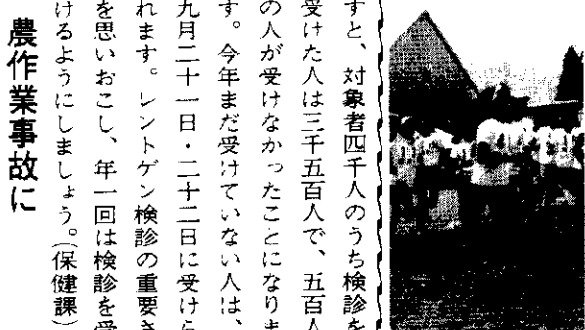 すと、対象者四千人のうち検診を
受けた人は三千五百人で、五百人
の人が受けなかったことになりま
す。今年まだ受けていない人は、
九月二十一日・二十二日に受けら
れます。レントゲン検診の重要さ
を思いおこし、年一回は検診を受
けるようにしましょう。（保健課）
農作業事故に